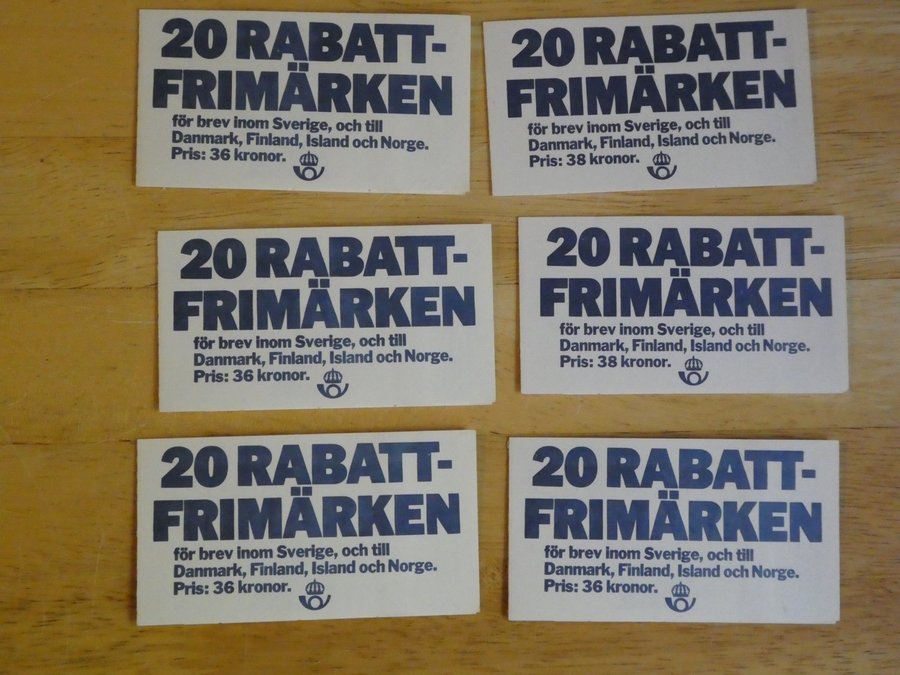 20 RABATT-
FRIMÄRKEN
för brev inom Sverige, och till
Danmark, Finland, Island och Norge.
Pris: 36 kronor.
20 RABATT-
FRIMÄRKEN
för brev inom Sverige, och till
Danmark, Finland, Island och Norge.
Pris: 38 kronor.
20 RABATT-
FRIMÄRKEN
för brev inom Sverige, och till
Danmark, Finland, Island och Norge.
Pris: 36 kronor.
20 RABATT-
FRIMÄRKEN
för brev inom Sverige, och till
Danmark, Finland, Island och Norge.
Pris: 38 kronor.
20 RABATT-
FRIMÄRKEN
för brev inom Sverige, och till
Danmark, Finland, Island och Norge.
Pris: 36 kronor.
20 RABATT-
FRIMÄRKEN
för brev inom Sverige, och till
Danmark, Finland, Island och Norge.
Pris: 36 kronor.